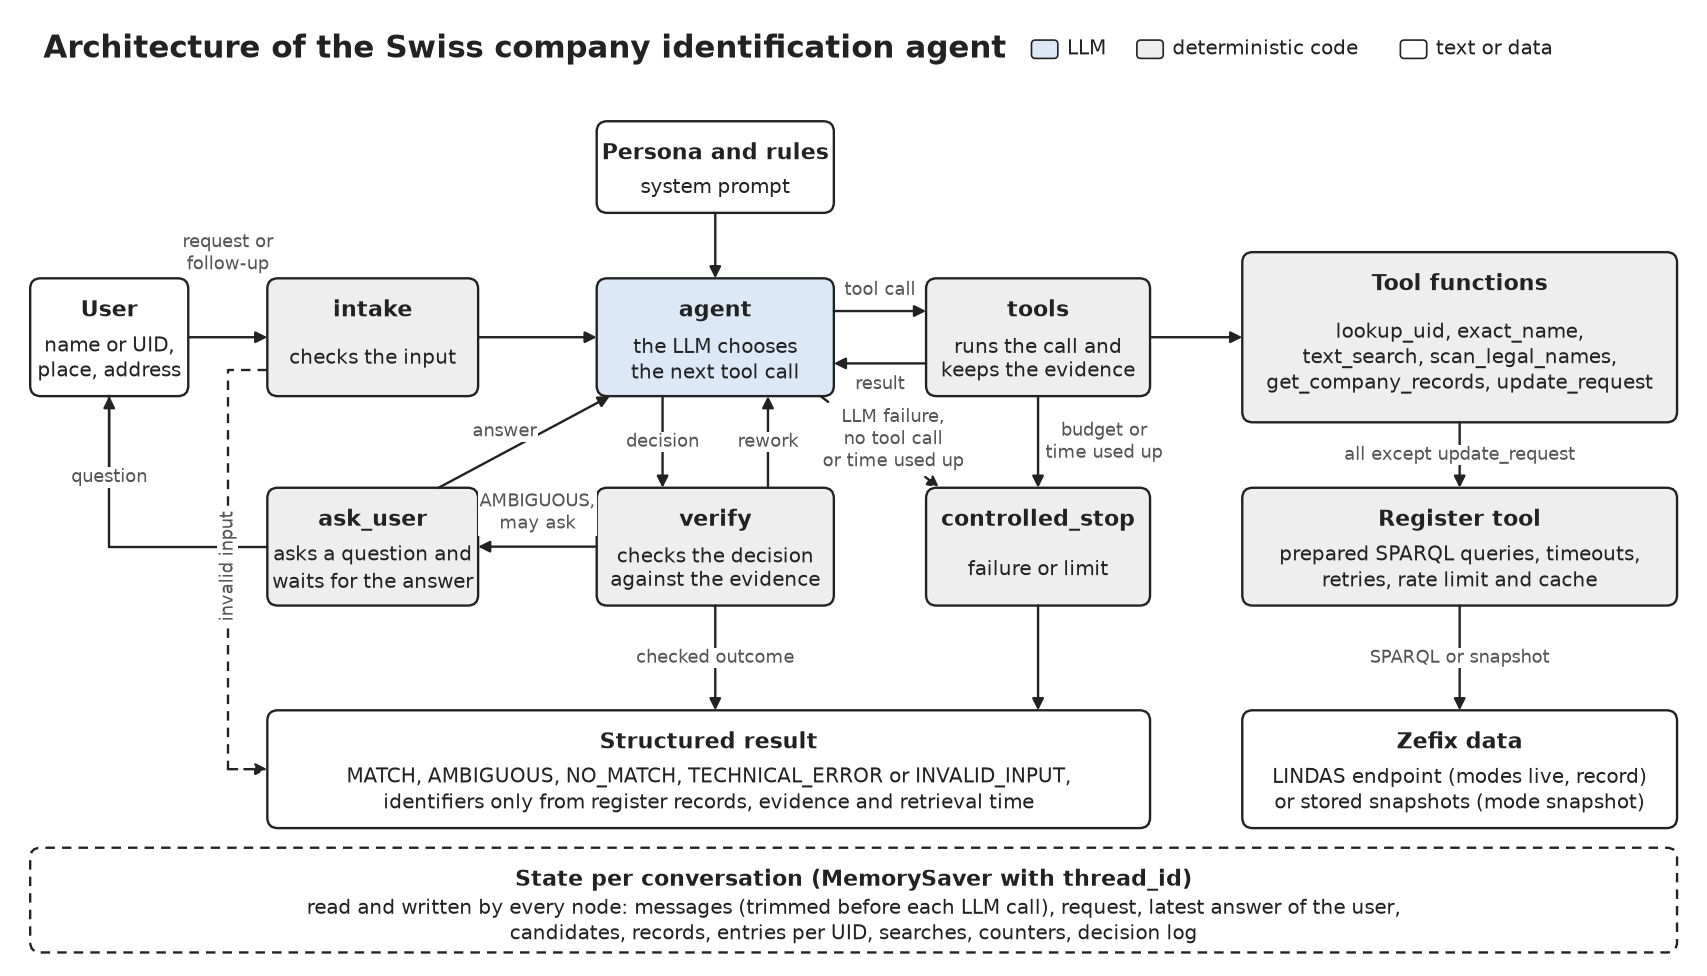 Architecture of the Swiss company identification agent
LLM
deterministic code
text or data
Persona and rules
system prompt
request or
follow-up
User
name or UID,
place, address
intake
checks the input
agent
the LLM chooses
the next tool call
tool call
result
tools
runs the call and
keeps the evidence
Tool functions
lookup_uid, exact_name,
text_search, scan_legal_names,
get_company_records, update_request
question
answer
decision
rework
LLM failure,
no tool call
or time used up
budget or
time used up
all except update_request
invalid input
ask_user
asks a question and
waits for the answer
AMBIGUOUS,
may ask
verify
checks the decision
against the evidence
controlled_stop
failure or limit
Register tool
prepared SPARQL queries, timeouts,
retries, rate limit and cache
checked outcome
SPARQL or snapshot
Structured result
MATCH, AMBIGUOUS, NO_MATCH, TECHNICAL_ERROR or INVALID_INPUT,
identifiers only from register records, evidence and retrieval time
Zefix data
LINDAS endpoint (modes live, record)
or stored snapshots (mode snapshot)
State per conversation (MemorySaver with thread_id)
read and written by every node: messages (trimmed before each LLM call), request, latest answer of the user,
candidates, records, entries per UID, searches, counters, decision log